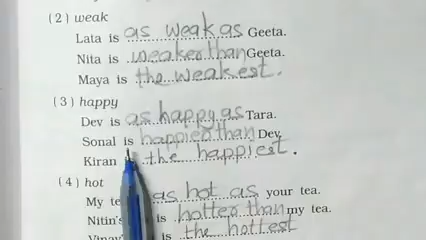 (2) weak
Lata is as weak as Geeta.
Nita is weaker than Geeta.
Maya is the weakest.
(3) happy
Dev is as happy as Tara.
Sonal is happier than Dev.
Kiran is the happiest.
(4) hot
My te as hot as your tea.
Nitin's is hotter than my tea.
is the hottest